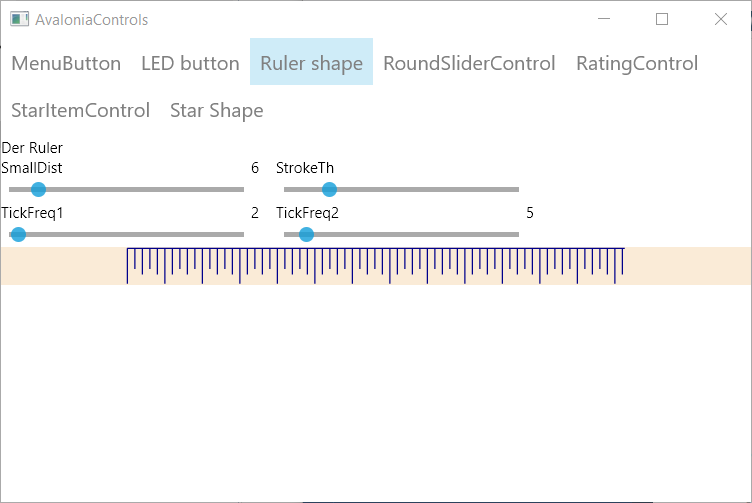 AvaloniaControls
MenuButton LED button Ruler shape RoundSliderControl RatingControl
StarItemControl Star Shape
Der Ruler
SmallDist 6 StrokeTh
TickFreq1 2 TickFreq2 5